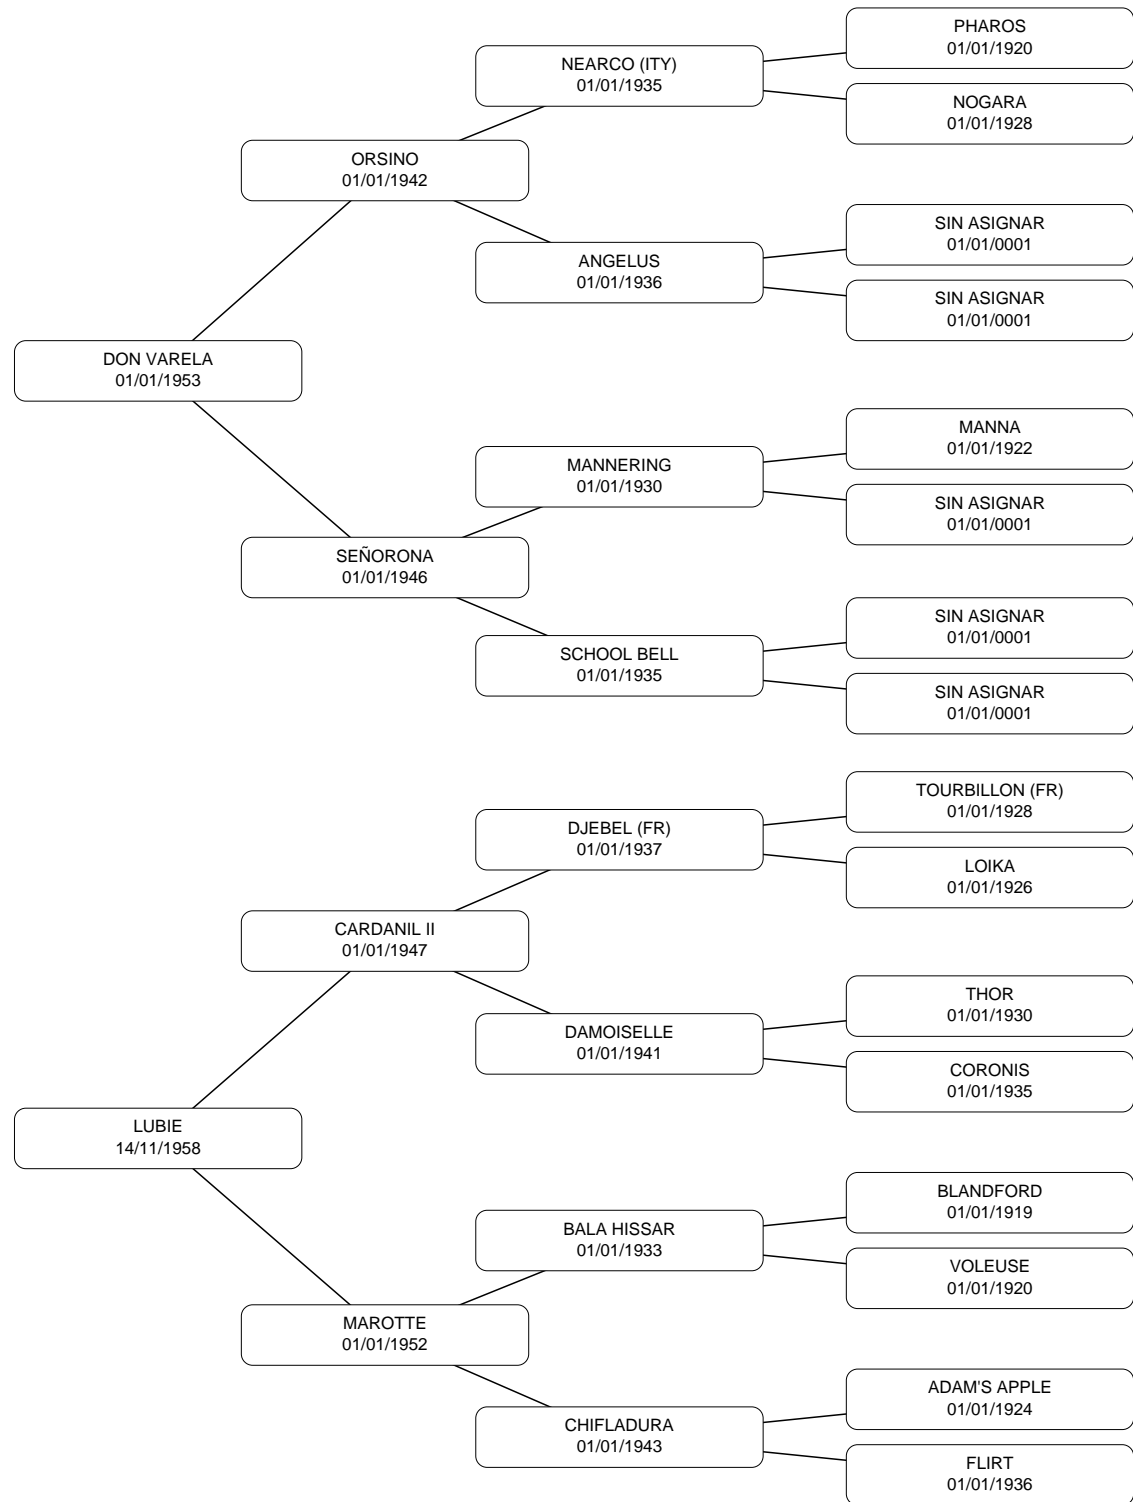 PHAROS
01/01/1920
NEARCO (ITY)
01/01/1935
NOGARA
01/01/1928
ORSINO
01/01/1942
SIN ASIGNAR
01/01/0001
ANGELUS
01/01/1936
SIN ASIGNAR
01/01/0001
DON VARELA
01/01/1953
MANNA
01/01/1922
MANNERING
01/01/1930
SIN ASIGNAR
01/01/0001
SEÑORONA
01/01/1946
SIN ASIGNAR
01/01/0001
SCHOOL BELL
01/01/1935
SIN ASIGNAR
01/01/0001
TOURBILLON (FR)
01/01/1928
DJEBEL (FR)
01/01/1937
LOIKA
01/01/1926
CARDANIL II
01/01/1947
THOR
01/01/1930
DAMOISELLE
01/01/1941
CORONIS
01/01/1935
LUBIE
14/11/1958
BLANDFORD
01/01/1919
BALA HISSAR
01/01/1933
VOLEUSE
01/01/1920
MAROTTE
01/01/1952
ADAM'S APPLE
01/01/1924
CHIFLADURA
01/01/1943
FLIRT
01/01/1936